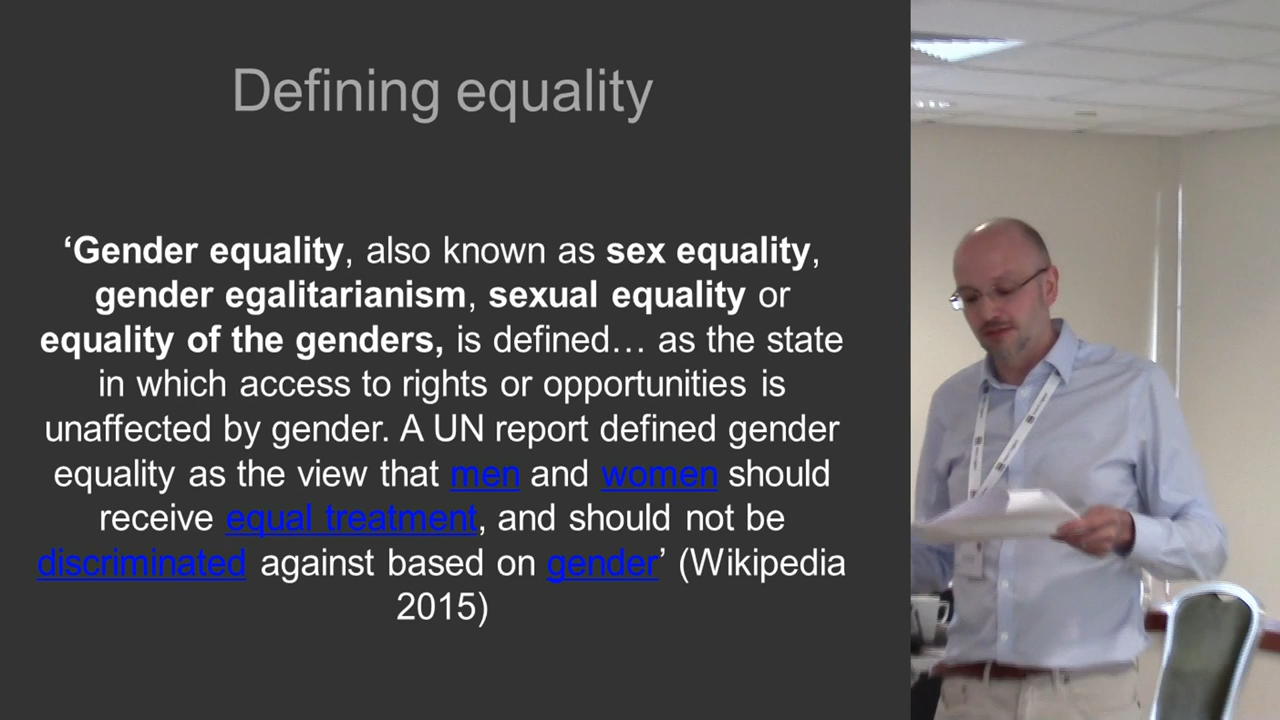 Defining equality
‘Gender equality, also known as sex equality,
gender egalitarianism, sexual equality or
equality of the genders, is defined… as the state
in which access to rights or opportunities is
unaffected by gender. A UN report defined gender
equality as the view that men and women should
receive equal treatment, and should not be
discriminated against based on gender’ (Wikipedia
2015)